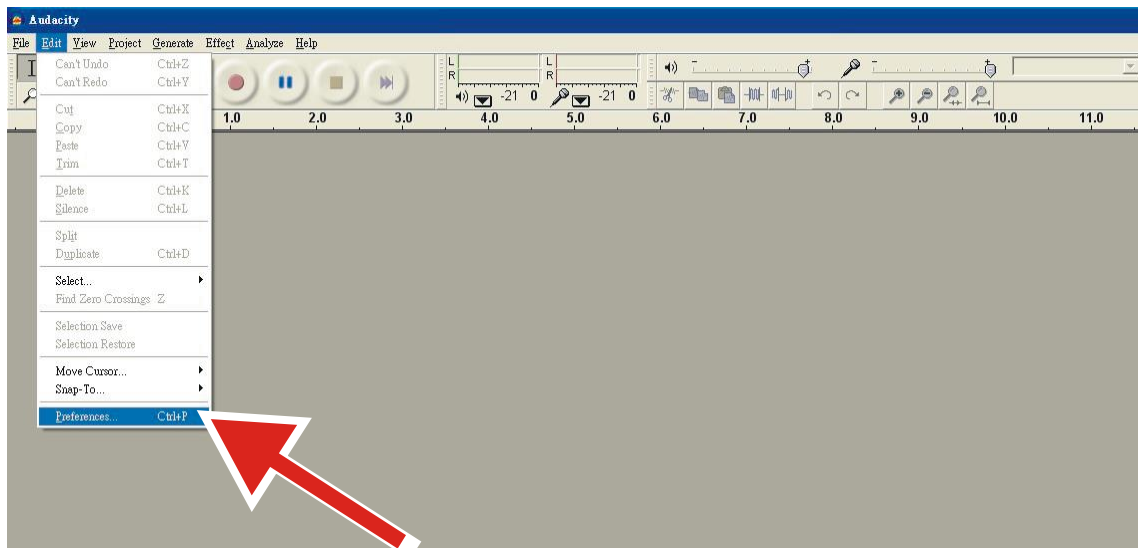 Audacity
File Edit View Project Generate Effect Analyze Help
Can't Undo Ctrl+Z
Can't Redo Ctrl+Y
Cut Ctrl+X
Copy Ctrl+C
Paste Ctrl+V
Trim Ctrl+T
Delete Ctrl+K
Silence Ctrl+L
Split
Duplicate Ctrl+D
Select...
Find Zero Crossings Z
Selection Save
Selection Restore
Move Cursor...
Snap-To...
Preferences... Ctrl+P
L L
R R
-21 0 -21 0
1.0 2.0 3.0 4.0 5.0 6.0 7.0 8.0 9.0 10.0 11.0